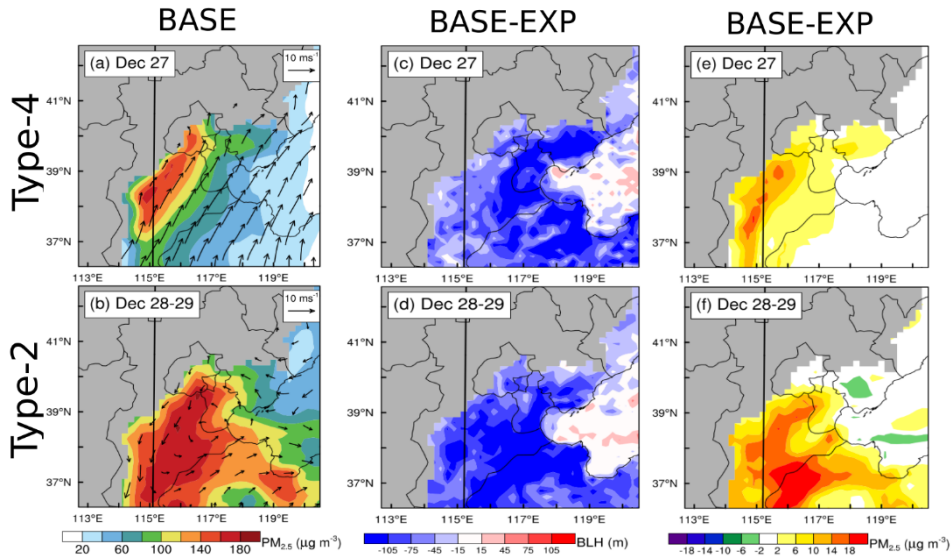 BASE BASE-EXP BASE-EXP
Type-4
(a) Dec 27 10 ms-1 (c) Dec 27 (e) Dec 27
41°N 41°N 41°N
39°N 39°N 39°N
37°N 37°N 37°N
113°E 115°E 117°E 119°E 113°E 115°E 117°E 119°E 113°E 115°E 117°E 119°E
Type-2
(b) Dec 28-29 10 ms-1 (d) Dec 28-29 (f) Dec 28-29
41°N 41°N 41°N
39°N 39°N 39°N
37°N 37°N 37°N
113°E 115°E 117°E 119°E 113°E 115°E 117°E 119°E 113°E 115°E 117°E 119°E
20 60 100 140 180 PM2.5 (µg m-3) -105 -75 -45 -15 15 45 75 105 BLH (m) -18 -14 -10 -6 -2 2 6 10 14 18 PM2.5 (µg m-3)